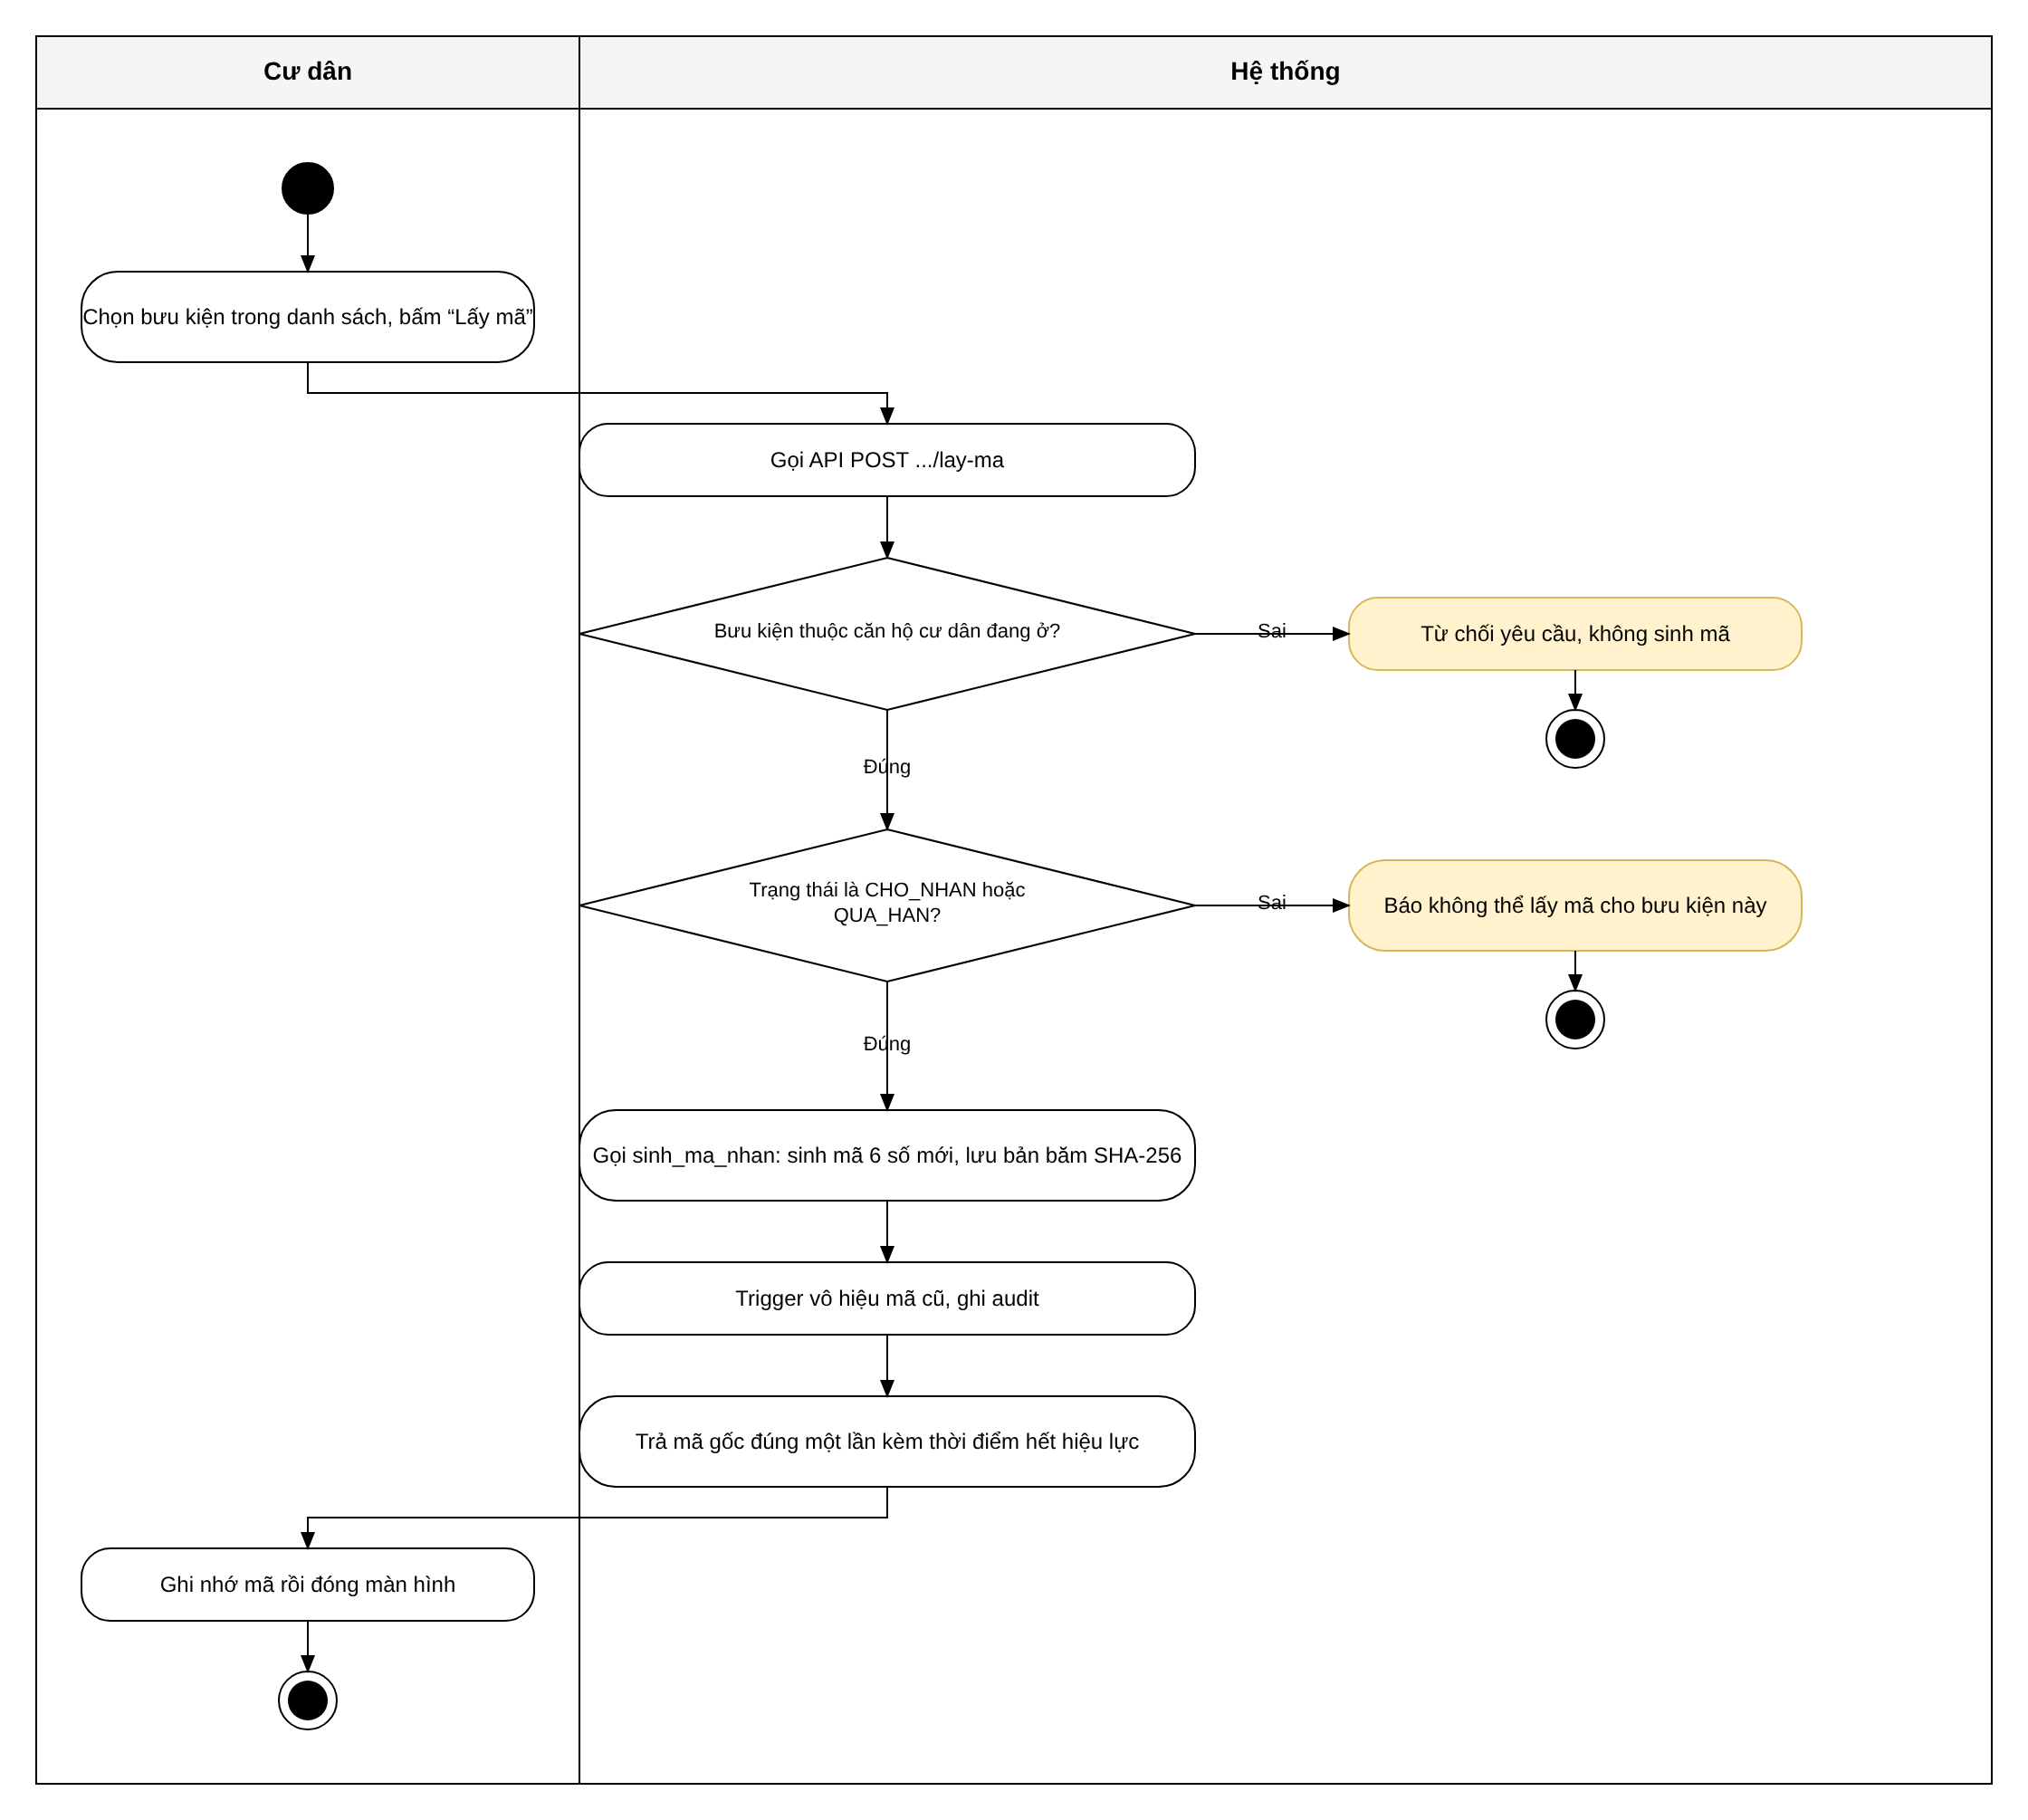 Cư dân
Hệ thống
Chọn bưu kiện trong danh sách, bấm “Lấy mã”
Gọi API POST .../lay-ma
Bưu kiện thuộc căn hộ cư dân đang ở?
Sai
Từ chối yêu cầu, không sinh mã
Đúng
Trạng thái là CHO_NHAN hoặc
QUA_HAN?
Sai
Báo không thể lấy mã cho bưu kiện này
Đúng
Gọi sinh_ma_nhan: sinh mã 6 số mới, lưu bản băm SHA-256
Trigger vô hiệu mã cũ, ghi audit
Trả mã gốc đúng một lần kèm thời điểm hết hiệu lực
Ghi nhớ mã rồi đóng màn hình